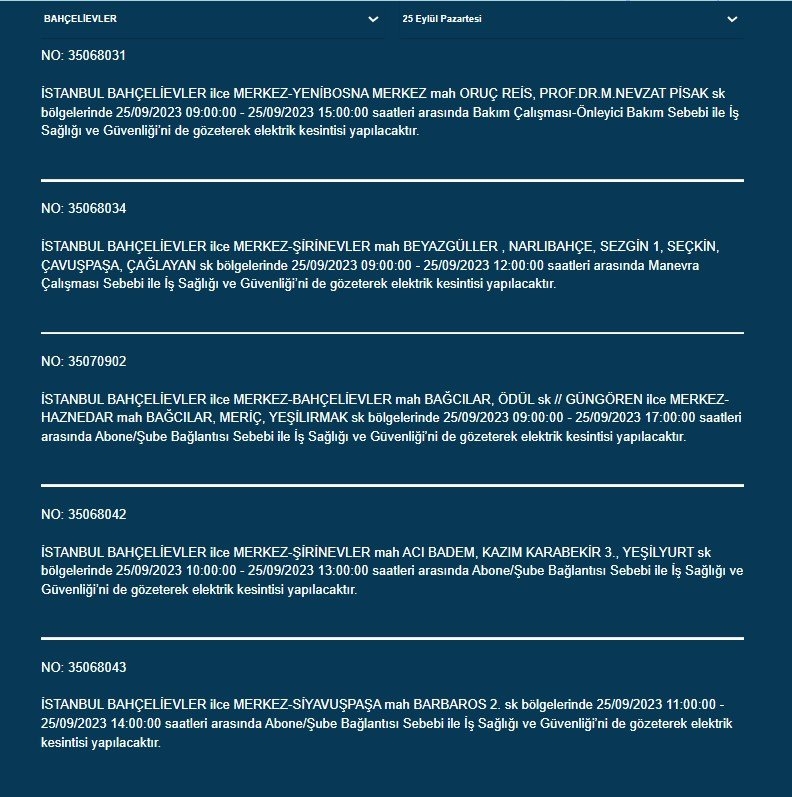 BAHÇELİEVLER
25 Eylül Pazartesi
NO: 35068031
İSTANBUL BAHÇELİEVLER ilce MERKEZ-YENİBOSNA MERKEZ mah ORUÇ REİS, PROF.DR.M.NEVZAT PİSAK sk
bölgelerinde 25/09/2023 09:00:00 - 25/09/2023 15:00:00 saatleri arasında Bakım Çalışması-Önleyici Bakım Sebebi ile İş
Sağlığı ve Güvenliği’ni de gözeterek elektrik kesintisi yapılacaktır.
NO: 35068034
İSTANBUL BAHÇELİEVLER ilce MERKEZ-ŞİRİNEVLER mah BEYAZGÜLLER , NARLIBAHÇE, SEZGİN 1, SEÇKİN,
ÇAVUŞPAŞA, ÇAĞLAYAN sk bölgelerinde 25/09/2023 09:00:00 - 25/09/2023 12:00:00 saatleri arasında Manevra
Çalışması Sebebi ile İş Sağlığı ve Güvenliği’ni de gözeterek elektrik kesintisi yapılacaktır.
NO: 35070902
İSTANBUL BAHÇELİEVLER ilce MERKEZ-BAHÇELİEVLER mah BAĞCILAR, ÖDÜL sk // GÜNGÖREN ilce MERKEZ-
HAZNEDAR mah BAĞCILAR, MERİÇ, YEŞİLIRMAK sk bölgelerinde 25/09/2023 09:00:00 - 25/09/2023 17:00:00 saatleri
arasında Abone/Şube Bağlantısı Sebebi ile İş Sağlığı ve Güvenliği’ni de gözeterek elektrik kesintisi yapılacaktır.
NO: 35068042
İSTANBUL BAHÇELİEVLER ilce MERKEZ-ŞİRİNEVLER mah ACI BADEM, KAZIM KARABEKİR 3., YEŞİLYURT sk
bölgelerinde 25/09/2023 10:00:00 - 25/09/2023 13:00:00 saatleri arasında Abone/Şube Bağlantısı Sebebi ile İş Sağlığı ve
Güvenliği’ni de gözeterek elektrik kesintisi yapılacaktır.
NO: 35068043
İSTANBUL BAHÇELİEVLER ilce MERKEZ-SİYAVUŞPAŞA mah BARBAROS 2. sk bölgelerinde 25/09/2023 11:00:00 -
25/09/2023 14:00:00 saatleri arasında Abone/Şube Bağlantısı Sebebi ile İş Sağlığı ve Güvenliği’ni de gözeterek elektrik
kesintisi yapılacaktır.